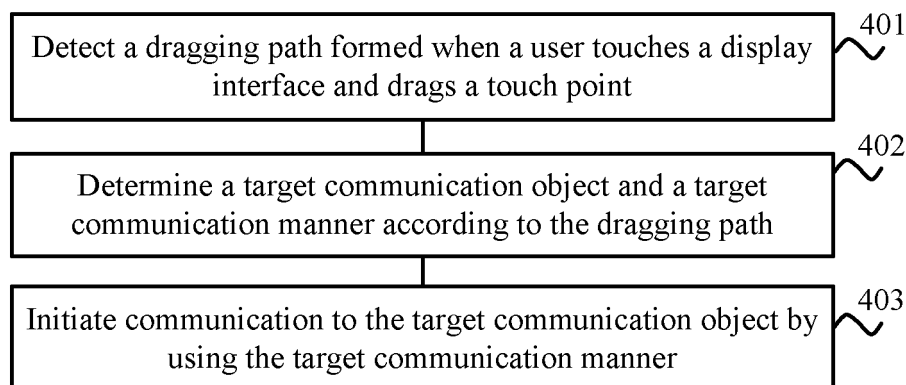 401
Detect a dragging path formed when a user touches a display
interface and drags a touch point
402
Determine a target communication object and a target
communication manner according to the dragging path
403
Initiate communication to the target communication object by
using the target communication manner